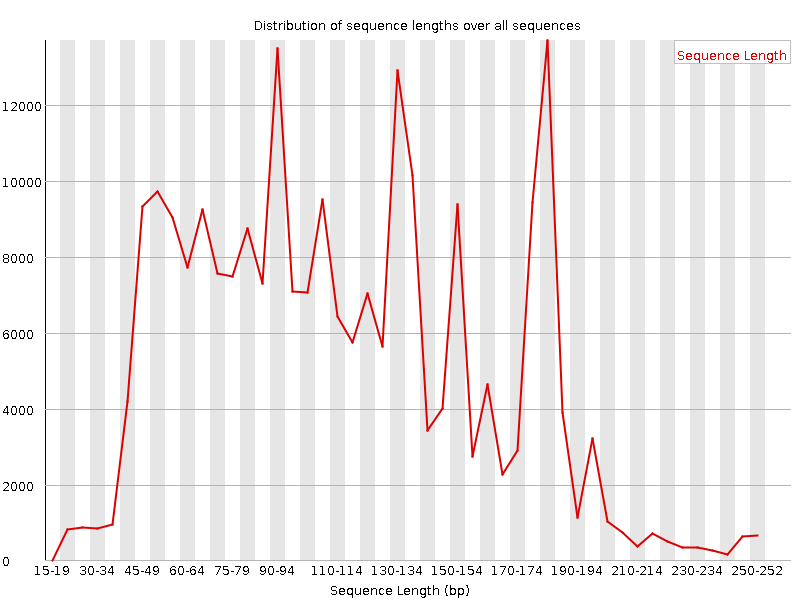 Distribution of sequence lengths over all sequences
Sequence Length
12000
10000
8000
6000
4000
2000
0
15-19 30-34 45-49 60-64 75-79 90-94 110-114 130-134 150-154 170-174 190-194 210-214 230-234 250-252
Sequence Length (bp)